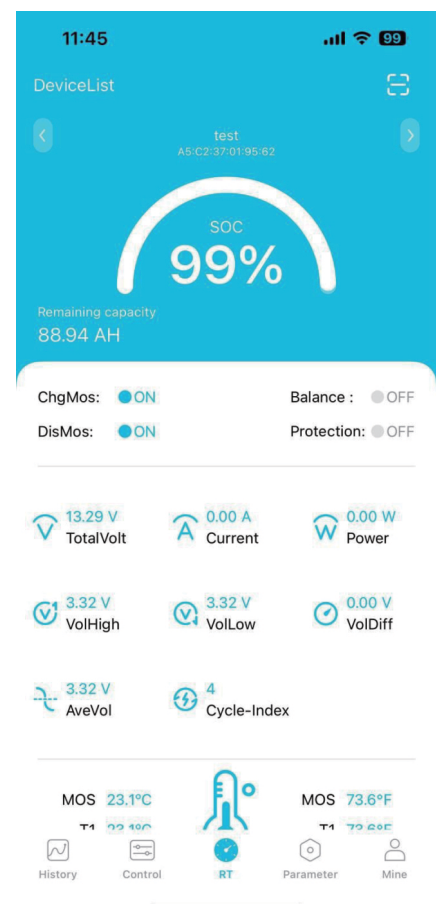 11:45
99
DeviceList
test
A5:C2:37:01:95:62
SOC
99%
Remaining capacity
88.94 AH
ChgMos: ON
Balance : OFF
DisMos: ON
Protection: OFF
13.29 V
TotalVolt
0.00 A
Current
0.00 W
Power
3.32 V
VolHigh
3.32 V
VolLow
0.00 V
VolDiff
3.32 V
AveVol
4
Cycle-Index
MOS 23.1°C
MOS 73.6°F
T1
T1
History
Control
RT
Parameter
Mine